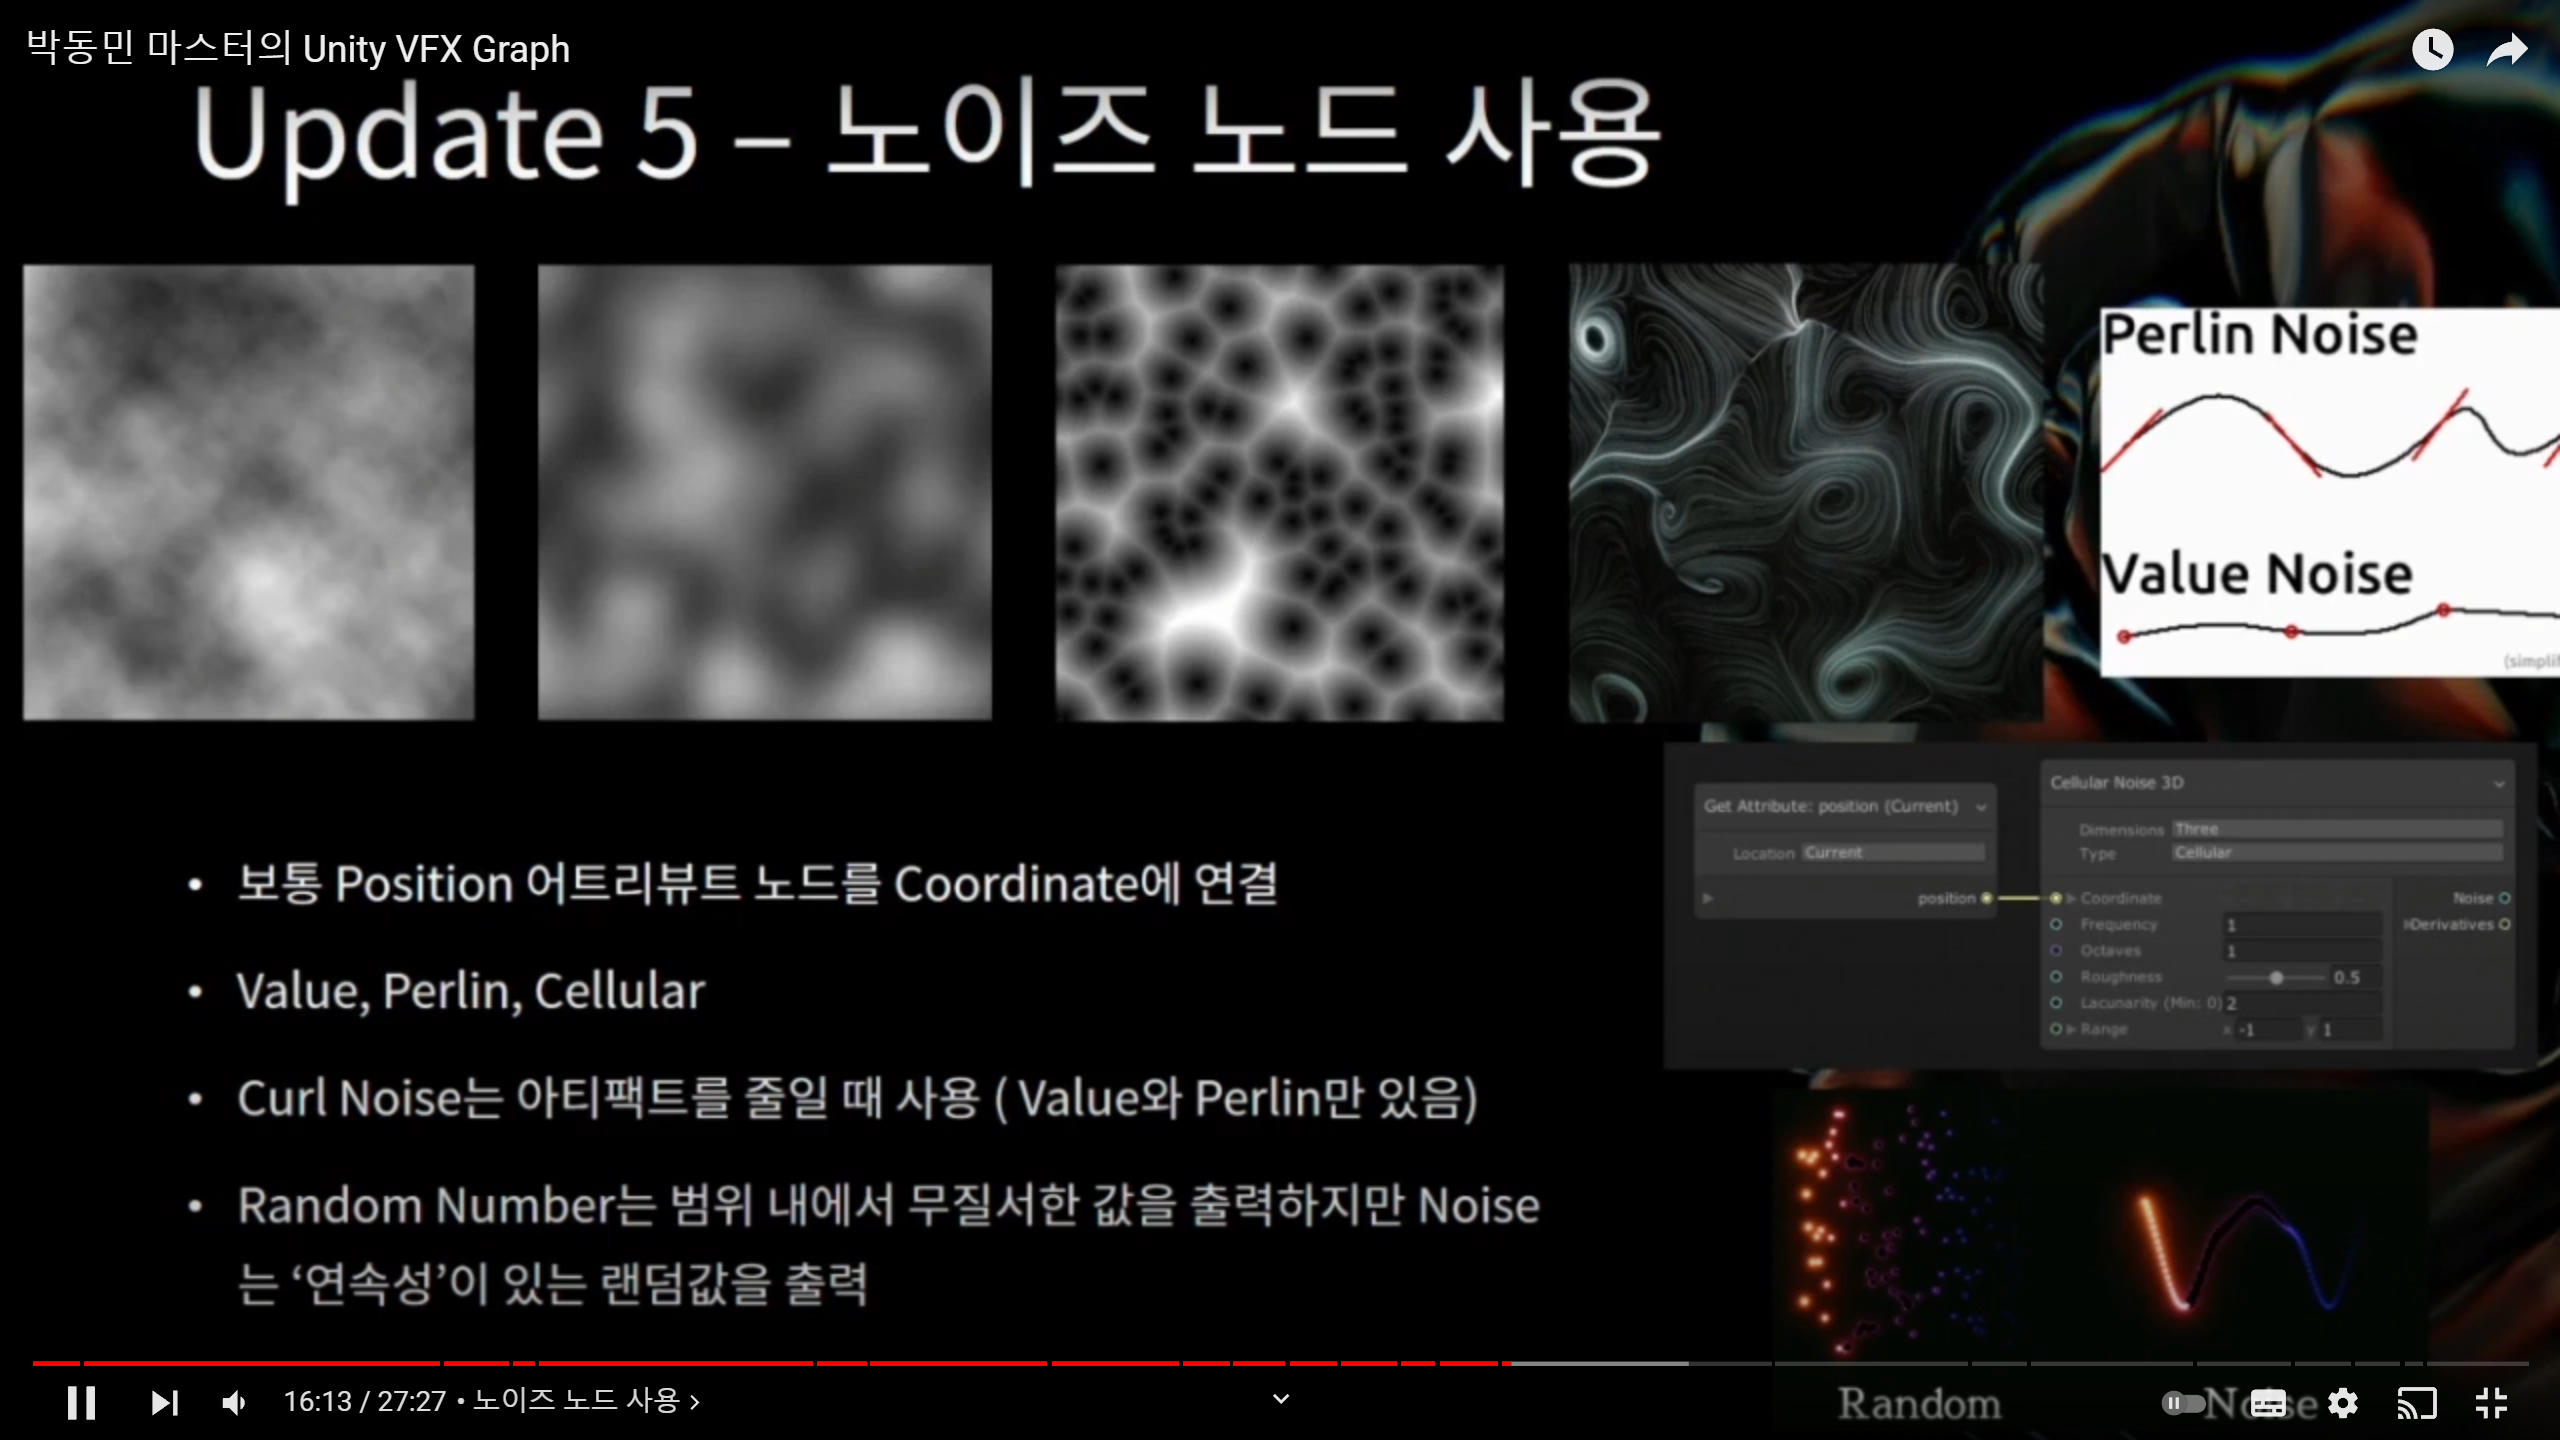 박동민 마스터의 Unity VFX Graph
Update 5 – 노이즈 노드 사용
Perlin Noise
Value Noise
Get Attribute: position (Current)
Location Current
position
Cellular Noise 3D
Dimensions Three
Type Cellular
Coordinate
Noise
Frequency 1
Derivatives
Octaves 1
Roughness 0.5
Lacunarity (Min: 0) 2
Range x -1 y 1
• 보통 Position 어트리뷰트 노드를 Coordinate에 연결
• Value, Perlin, Cellular
• Curl Noise는 아티팩트를 줄일 때 사용 ( Value와 Perlin만 있음)
• Random Number는 범위 내에서 무질서한 값을 출력하지만 Noise
는 ‘연속성’이 있는 랜덤값을 출력
16:13 / 27:27 • 노이즈 노드 사용 ›
Random
Noise